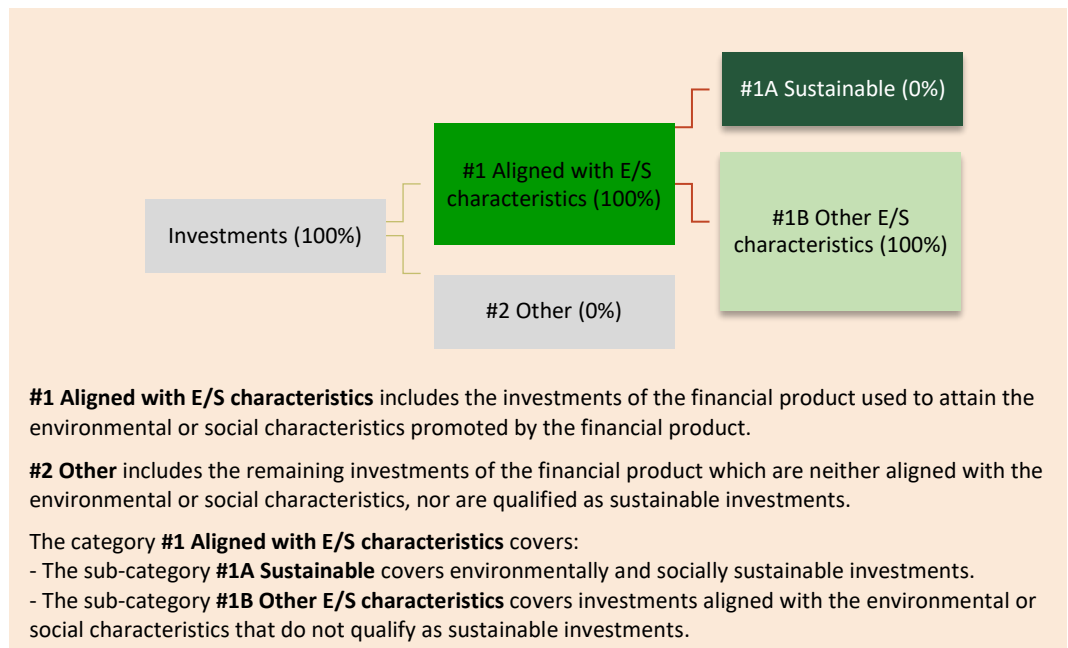 #1A Sustainable (0%)
#1 Aligned with E/S
characteristics (100%)
#1B Other E/S
characteristics (100%)
Investments (100%)
#2 Other (0%)
#1 Aligned with E/S characteristics includes the investments of the financial product used to attain the
environmental or social characteristics promoted by the financial product.
#2 Other includes the remaining investments of the financial product which are neither aligned with the
environmental or social characteristics, nor are qualified as sustainable investments.
The category #1 Aligned with E/S characteristics covers:
- The sub-category #1A Sustainable covers environmentally and socially sustainable investments.
- The sub-category #1B Other E/S characteristics covers investments aligned with the environmental or
social characteristics that do not qualify as sustainable investments.